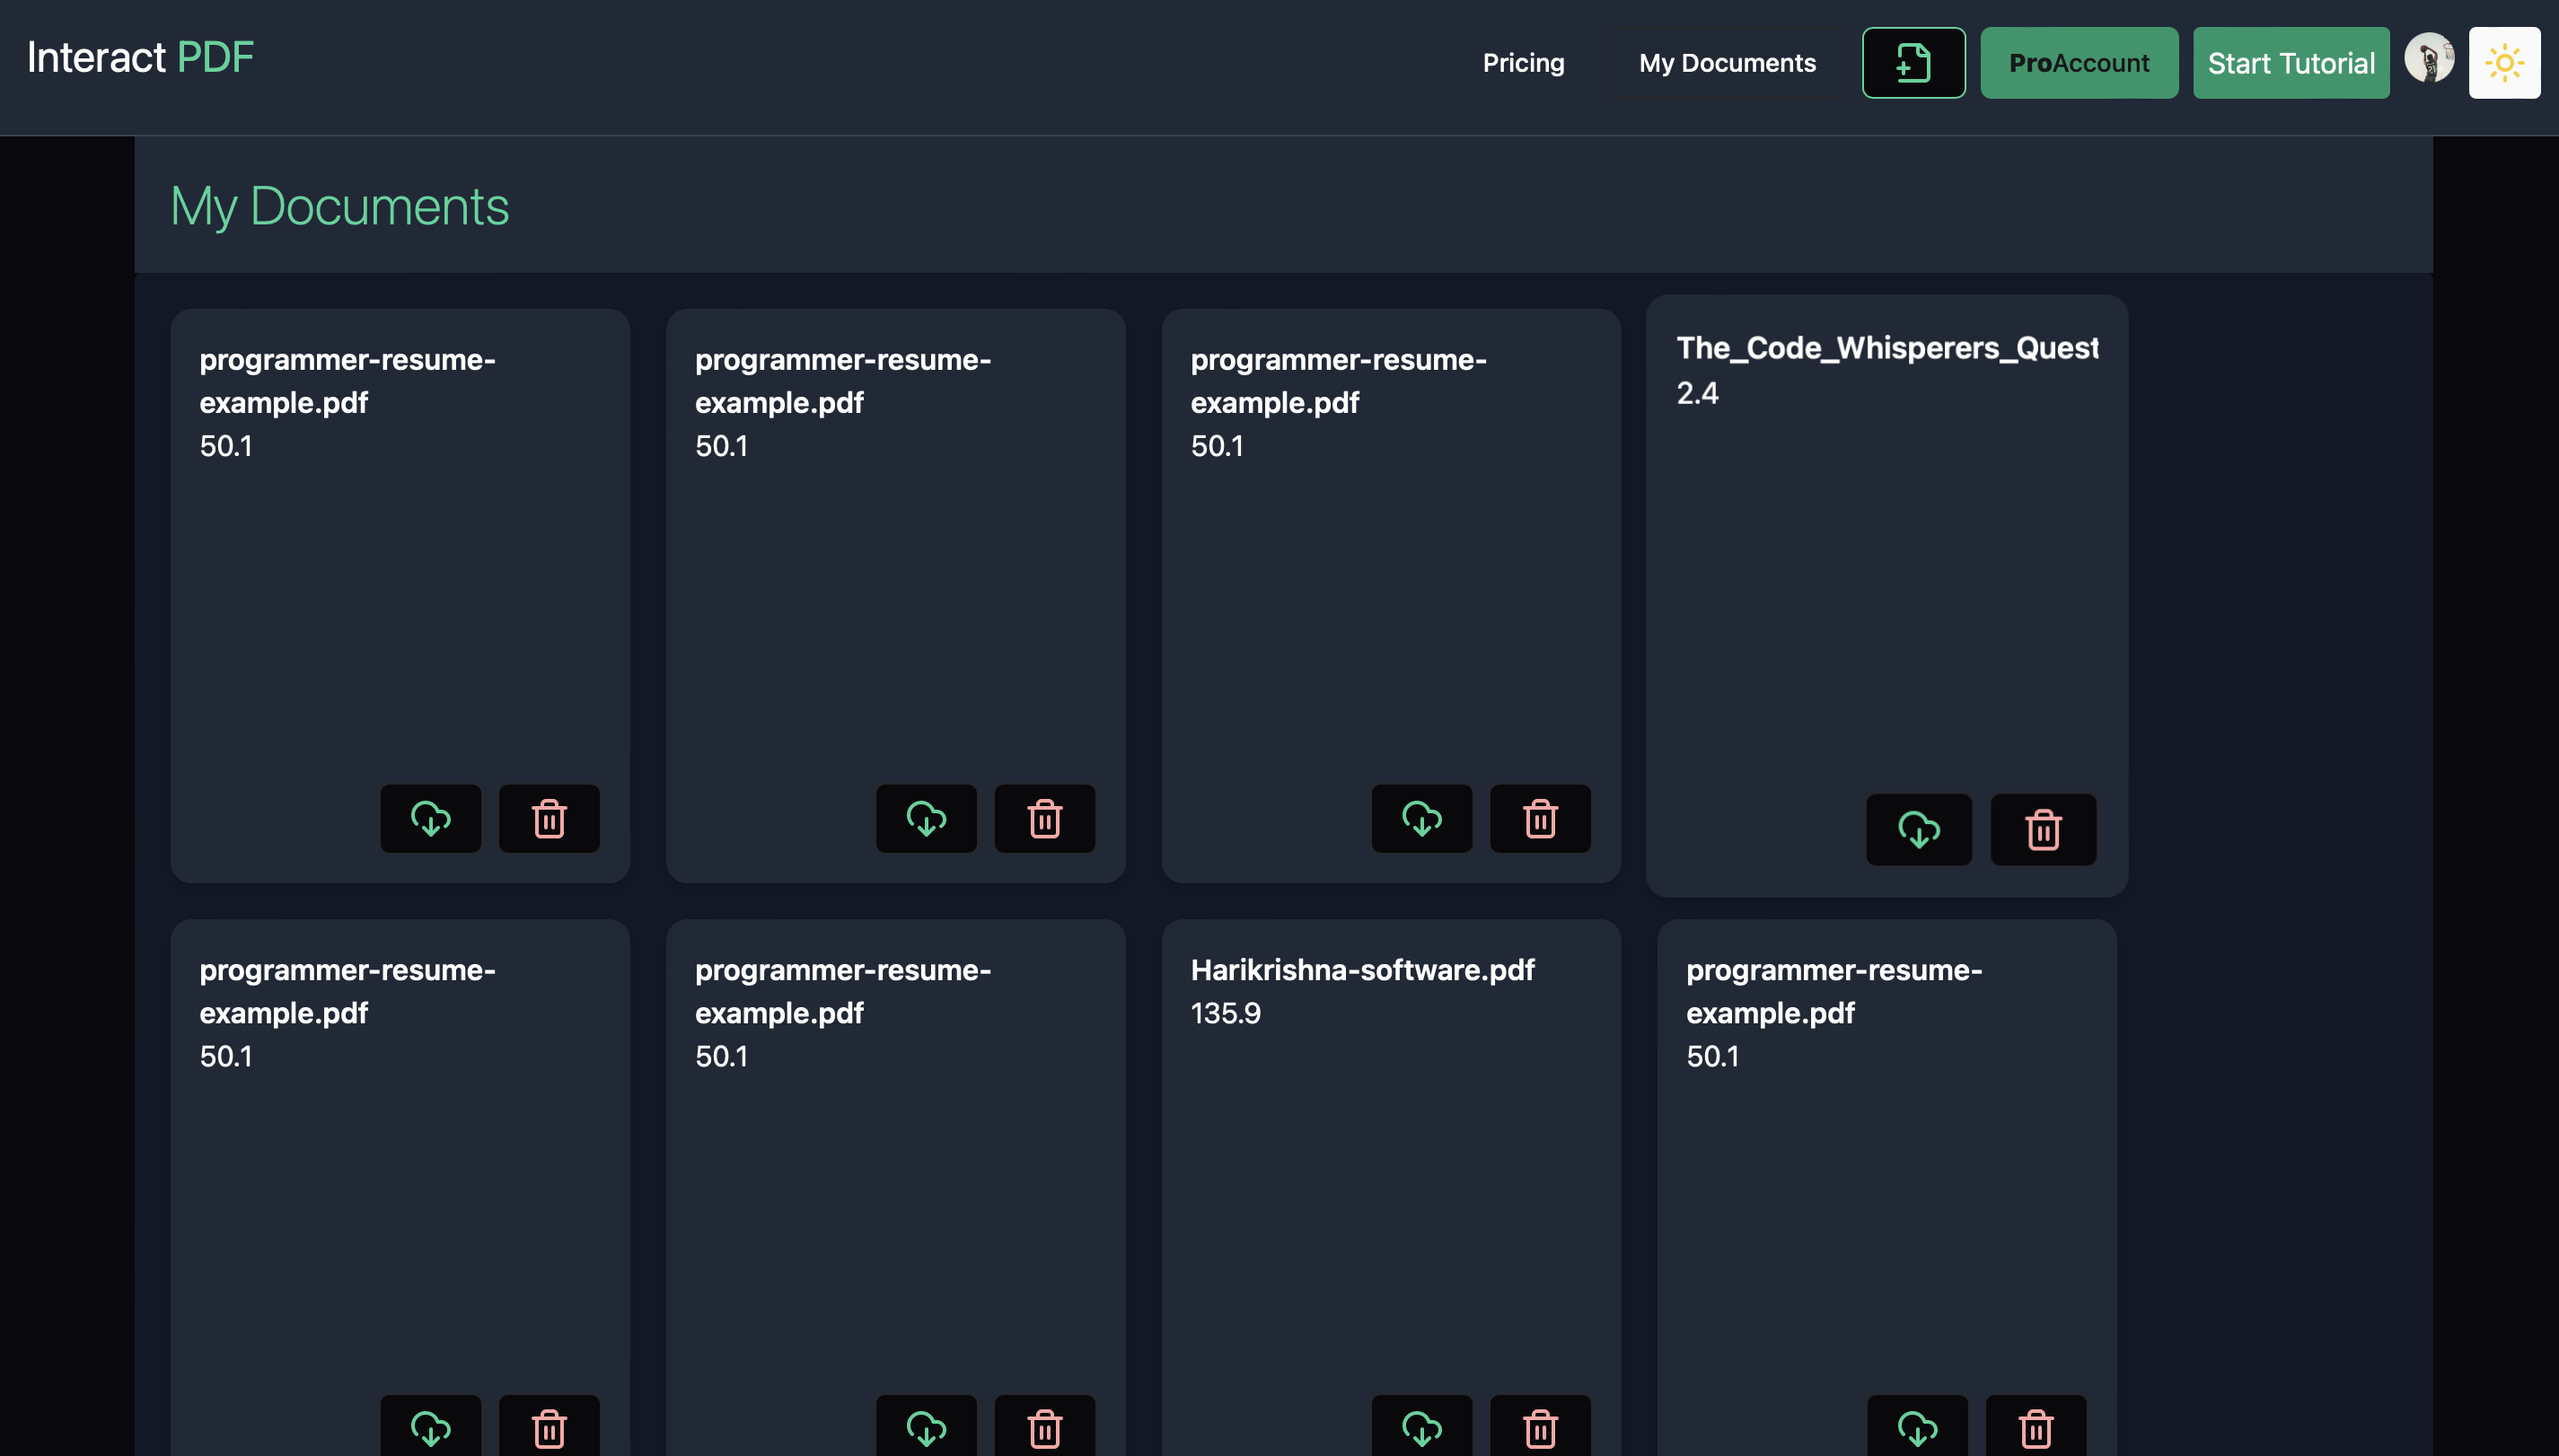 Interact PDF
Pricing
My Documents
ProAccount
Start Tutorial
My Documents
programmer-resume-
example.pdf
50.1
programmer-resume-
example.pdf
50.1
programmer-resume-
example.pdf
50.1
The_Code_Whisperers_Quest
2.4
programmer-resume-
example.pdf
50.1
programmer-resume-
example.pdf
50.1
Harikrishna-software.pdf
135.9
programmer-resume-
example.pdf
50.1